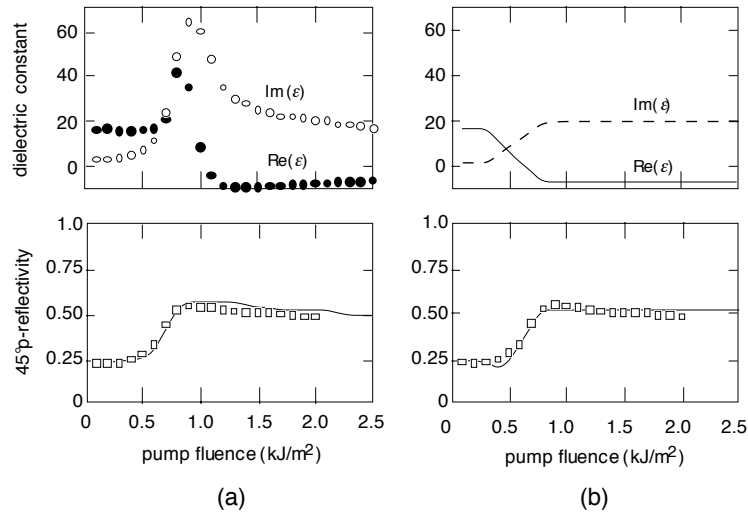 dielectric constant
60
40
20
0
Im(ε)
Re(ε)
60
40
20
0
Im(ε)
Re(ε)
45°p-reflectivity
1.0
0.75
0.50
0.25
0
0 0.5 1.0 1.5 2.0 2.5
pump fluence (kJ/m²)
(a)
1.0
0.75
0.50
0.25
0
0 0.5 1.0 1.5 2.0 2.5
pump fluence (kJ/m²)
(b)